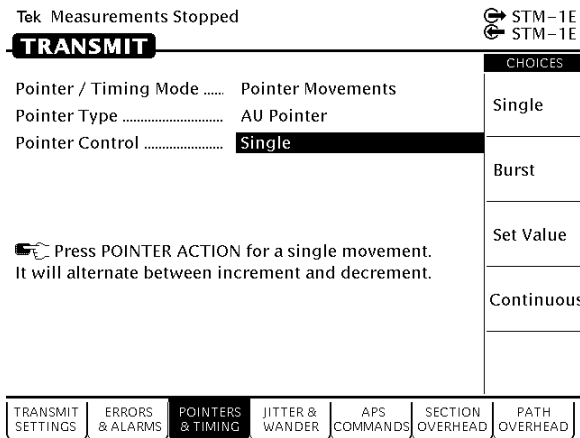 Tek Measurements Stopped
STM-1E
STM-1E
TRANSMIT
CHOICES
Pointer / Timing Mode ...... Pointer Movements
Pointer Type ........................... AU Pointer
Pointer Control ..................... Single
Single
Burst
Set Value
Continuous
Press POINTER ACTION for a single movement.
It will alternate between increment and decrement.
TRANSMIT SETTINGS
ERRORS & ALARMS
POINTERS & TIMING
JITTER & WANDER
APS COMMANDS
SECTION OVERHEAD
PATH OVERHEAD